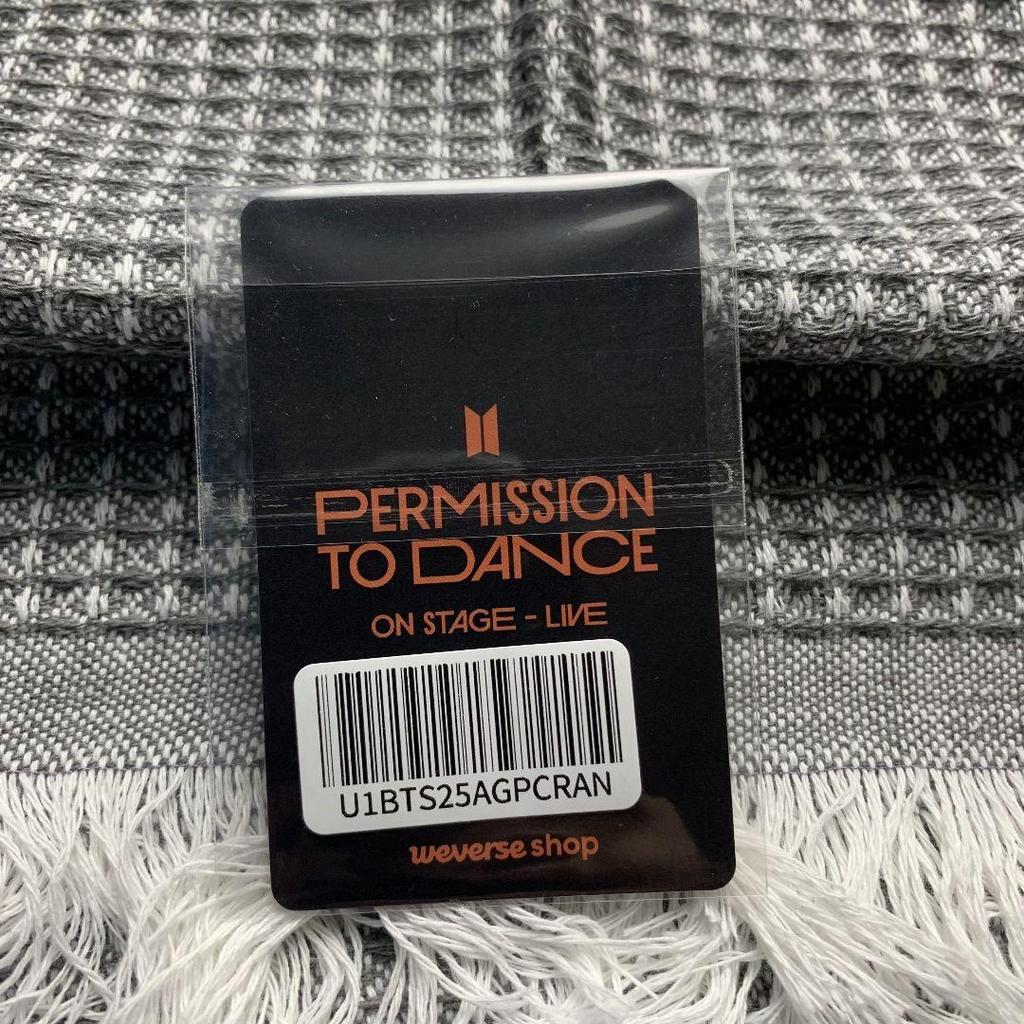 PERMISSION
TO DANCE
ON STAGE - LIVE
U1BTS25AGPCRAN
weverse shop